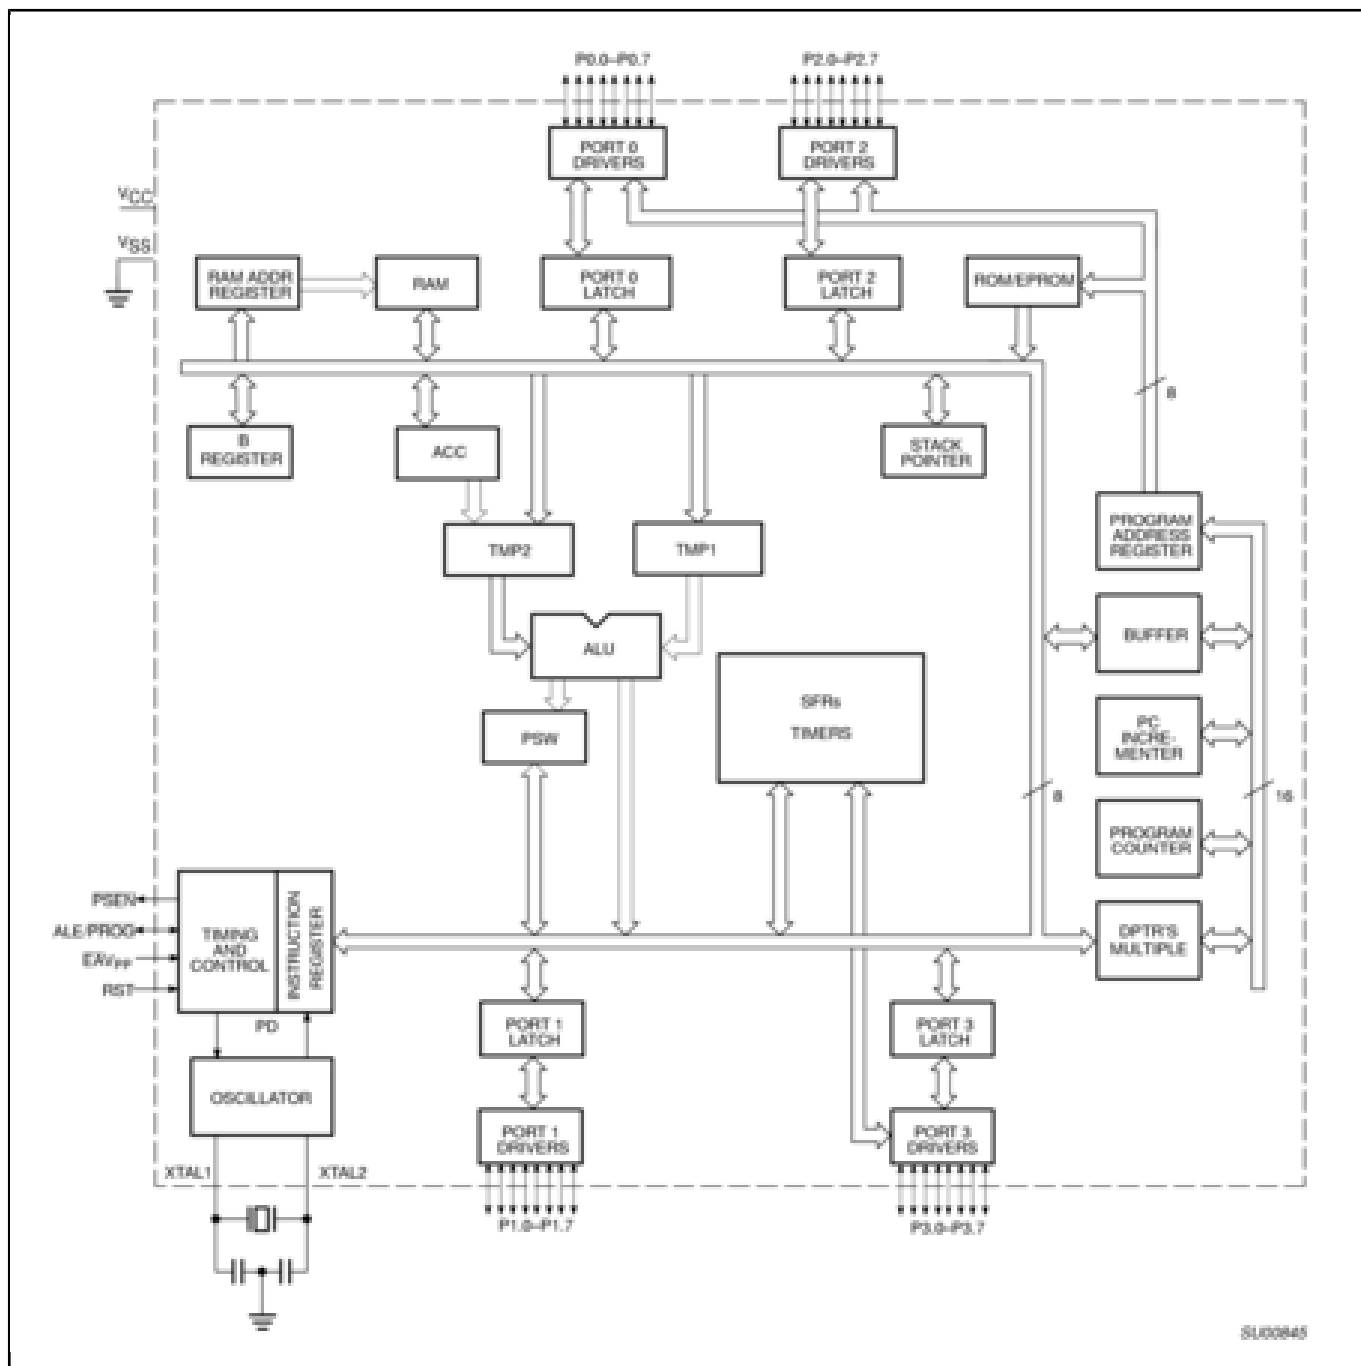 P0.0–P0.7
P2.0–P2.7
PORT 0
DRIVERS
PORT 2
DRIVERS
VCC
VSS
RAM ADDR
REGISTER
RAM
PORT 0
LATCH
PORT 2
LATCH
ROM/EPROM
8
B
REGISTER
ACC
STACK
POINTER
PROGRAM
ADDRESS
REGISTER
TMP2
TMP1
BUFFER
ALU
SFRs
TIMERS
PSW
PC
INCRE-
MENTER
8
16
PROGRAM
COUNTER
PSEN
ALE/PROG
EAVPP
RST
TIMING
AND
CONTROL
INSTRUCTION
REGISTER
DPTR'S
MULTIPLE
PD
PORT 1
LATCH
PORT 3
LATCH
OSCILLATOR
PORT 1
DRIVERS
PORT 3
DRIVERS
XTAL1
XTAL2
P1.0–P1.7
P3.0–P3.7
SU00845